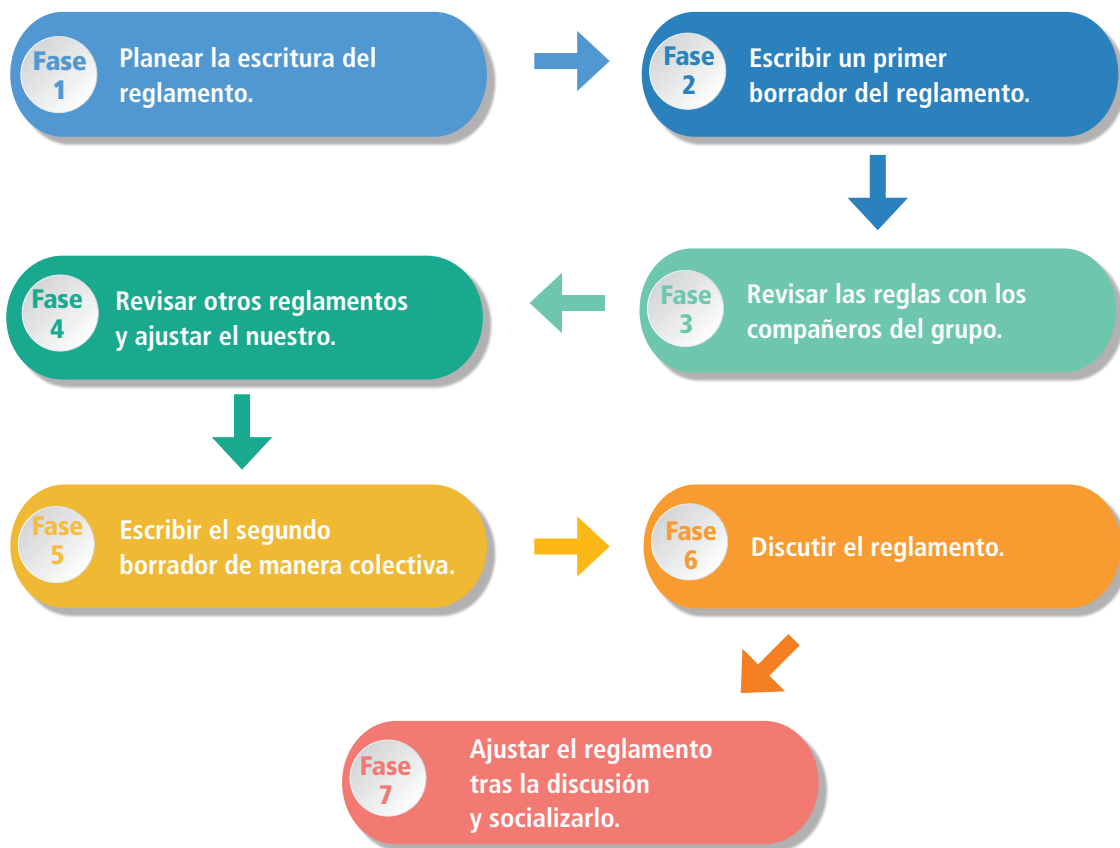 Fase
1
Planear la escritura del
reglamento.
Fase
2
Escribir un primer
borrador del reglamento.
Fase
3
Revisar las reglas con los
compañeros del grupo.
Fase
4
Revisar otros reglamentos
y ajustar el nuestro.
Fase
5
Escribir el segundo
borrador de manera colectiva.
Fase
6
Discutir el reglamento.
Fase
7
Ajustar el reglamento
tras la discusión
y socializarlo.